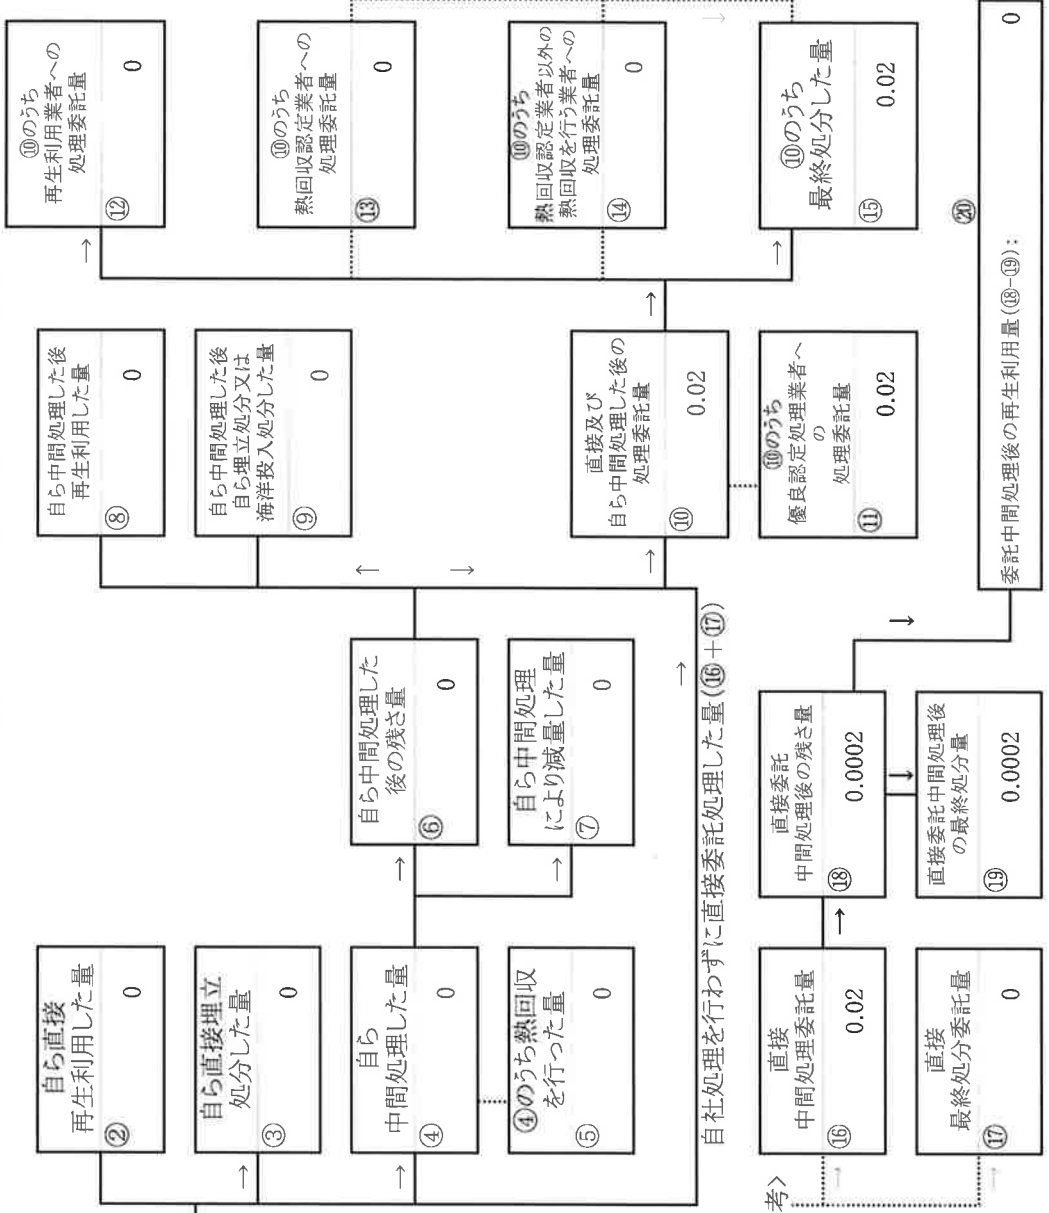 自ら直接
再生利用した量
② 0
自ら直接埋立
処分した量
③ 0
自ら
中間処理した量
④ 0
④のうち熱回収
を行った量
⑤ 0
自ら中間処理した
後の残さ量
⑥ 0
自ら中間処理
により減量した量
⑦ 0
自ら中間処理した後
再生利用した量
⑧ 0
自ら中間処理した後
自ら埋立処分又は
海洋投入処分した量
⑨ 0
直接及び
自ら中間処理した後の
処理委託量
⑩ 0.02
⑩のうち
優良認定処理業者へ
の
処理委託量
⑪ 0.02
⑩のうち
再生利用業者への
処理委託量
⑫ 0
⑩のうち
熱回収認定業者への
処理委託量
⑬ 0
⑩のうち
熱回収認定業者以外の
熱回収を行う業者への
処理委託量
⑭ 0
⑩のうち
最終処分した量
⑮ 0.02
自社処理を行わずに直接委託処理した量(⑯+⑰)
考>
直接
中間処理委託量
⑯ 0.02
直接
最終処分委託量
⑰ 0
直接委託
中間処理後の残さ量
⑱ 0.0002
直接委託中間処理後
の最終処分量
⑲ 0.0002
⑳
委託中間処理後の再生利用量(⑱-⑲): 0